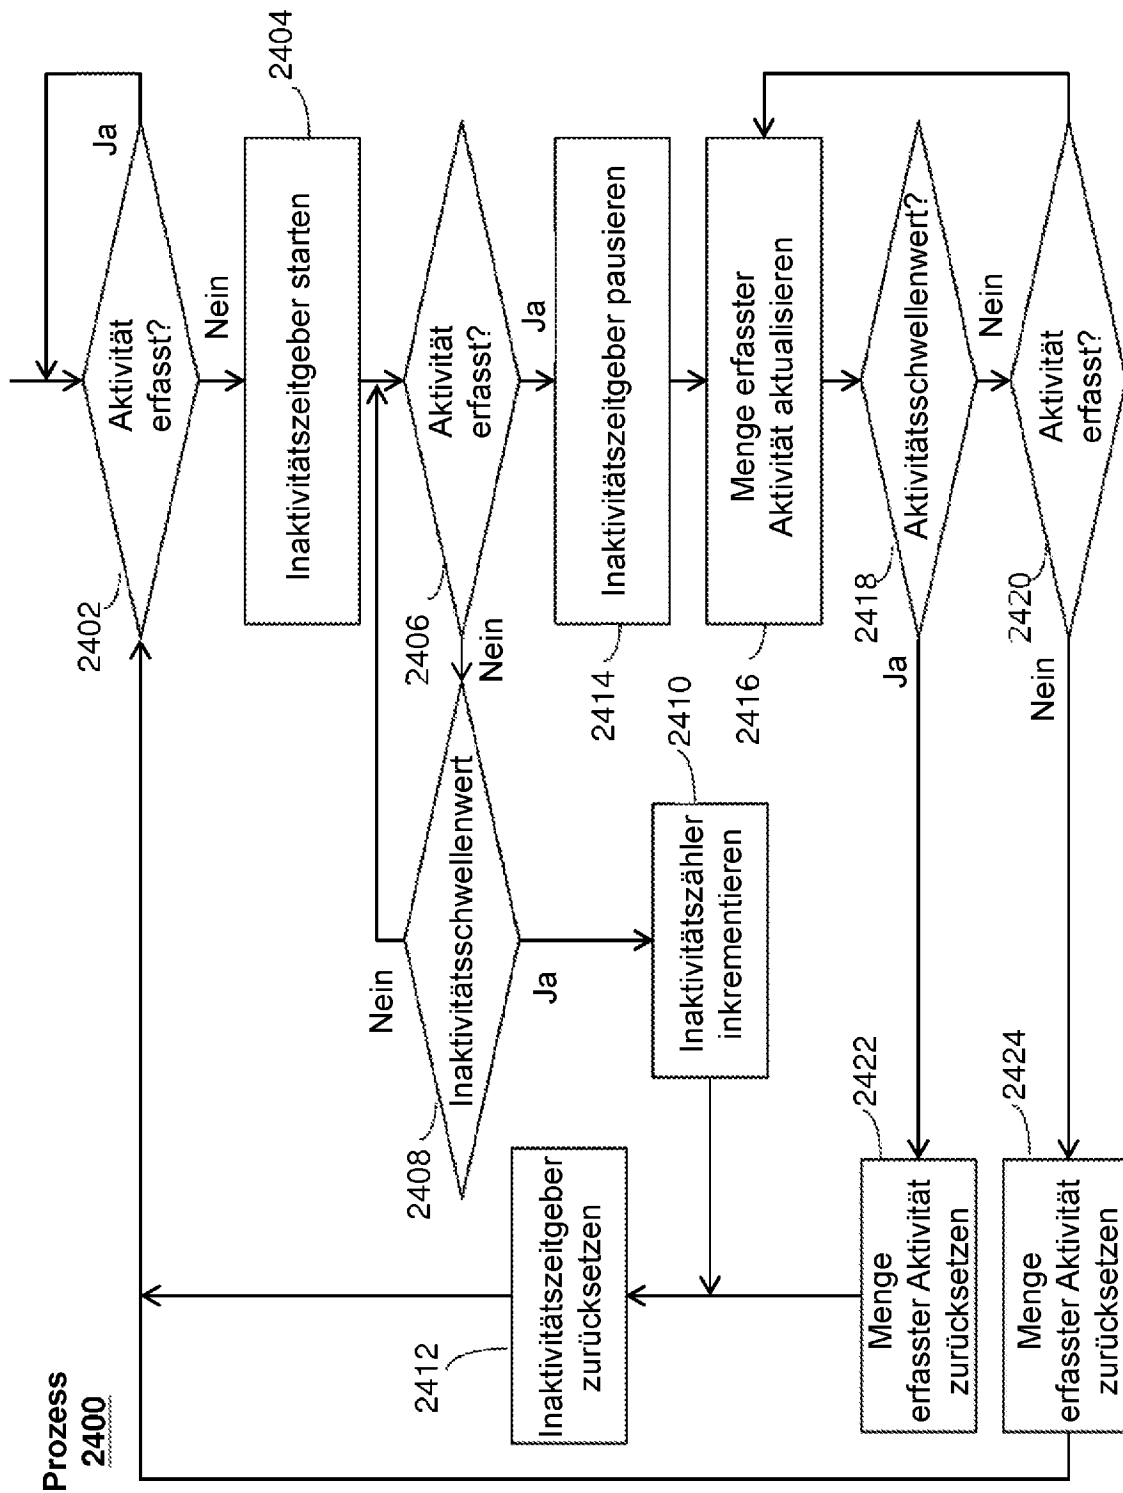 Prozess
2400
Aktivität
erfasst?
2402
Ja
Nein
Inaktivitätszeitgeber starten
2404
Aktivität
erfasst?
2406
Nein
Ja
Inaktivitätsschwellenwert
2408
Nein
Ja
Inaktivitätszähler
inkrementieren
2410
Inaktivitätszeitgeber
zurücksetzen
2412
Inaktivitätszeitgeber pausieren
2414
Menge erfasster
Aktivität aktualisieren
2416
Aktivitätsschwellenwert?
2418
Ja
Nein
Aktivität
erfasst?
2420
Nein
Menge
erfasster Aktivität
zurücksetzen
2422
Menge
erfasster Aktivität
zurücksetzen
2424